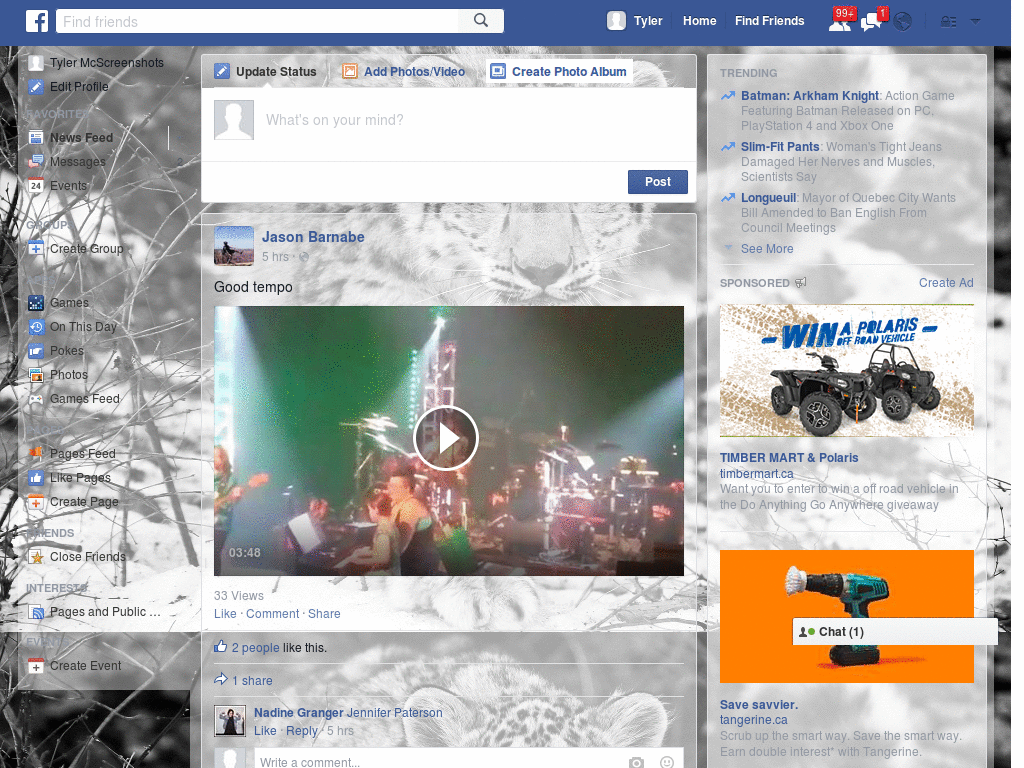 Find friends
Tyler
Home
Find Friends
99+
1
Tyler McScreenshots
Edit Profile
FAVORITES
News Feed
Messages
2
24
Events
GROUPS
Create Group
Games
On This Day
Pokes
Photos
Games Feed
Pages Feed
Like Pages
Create Page
FRIENDS
Close Friends
INTERESTS
Pages and Public ...
EVENTS
Create Event
Update Status
Add Photos/Video
Create Photo Album
What's on your mind?
Post
Jason Barnabe
5 hrs ·
Good tempo
03:48
33 Views
Like · Comment · Share
2 people like this.
1 share
Nadine Granger Jennifer Paterson
Like · Reply · 5 hrs
Write a comment...
TRENDING
Batman: Arkham Knight: Action Game
Featuring Batman Released on PC,
PlayStation 4 and Xbox One
Slim-Fit Pants: Woman's Tight Jeans
Damaged Her Nerves and Muscles,
Scientists Say
Longueuil: Mayor of Quebec City Wants
Bill Amended to Ban English From
Council Meetings
See More
SPONSORED
Create Ad
WIN A POLARIS
OFF ROAD VEHICLE
TIMBER MART & Polaris
timbermart.ca
Want you to enter to win a off road vehicle in
the Do Anything Go Anywhere giveaway
Chat (1)
Save savvier.
tangerine.ca
Scrub up the smart way. Save the smart way.
Earn double interest* with Tangerine.